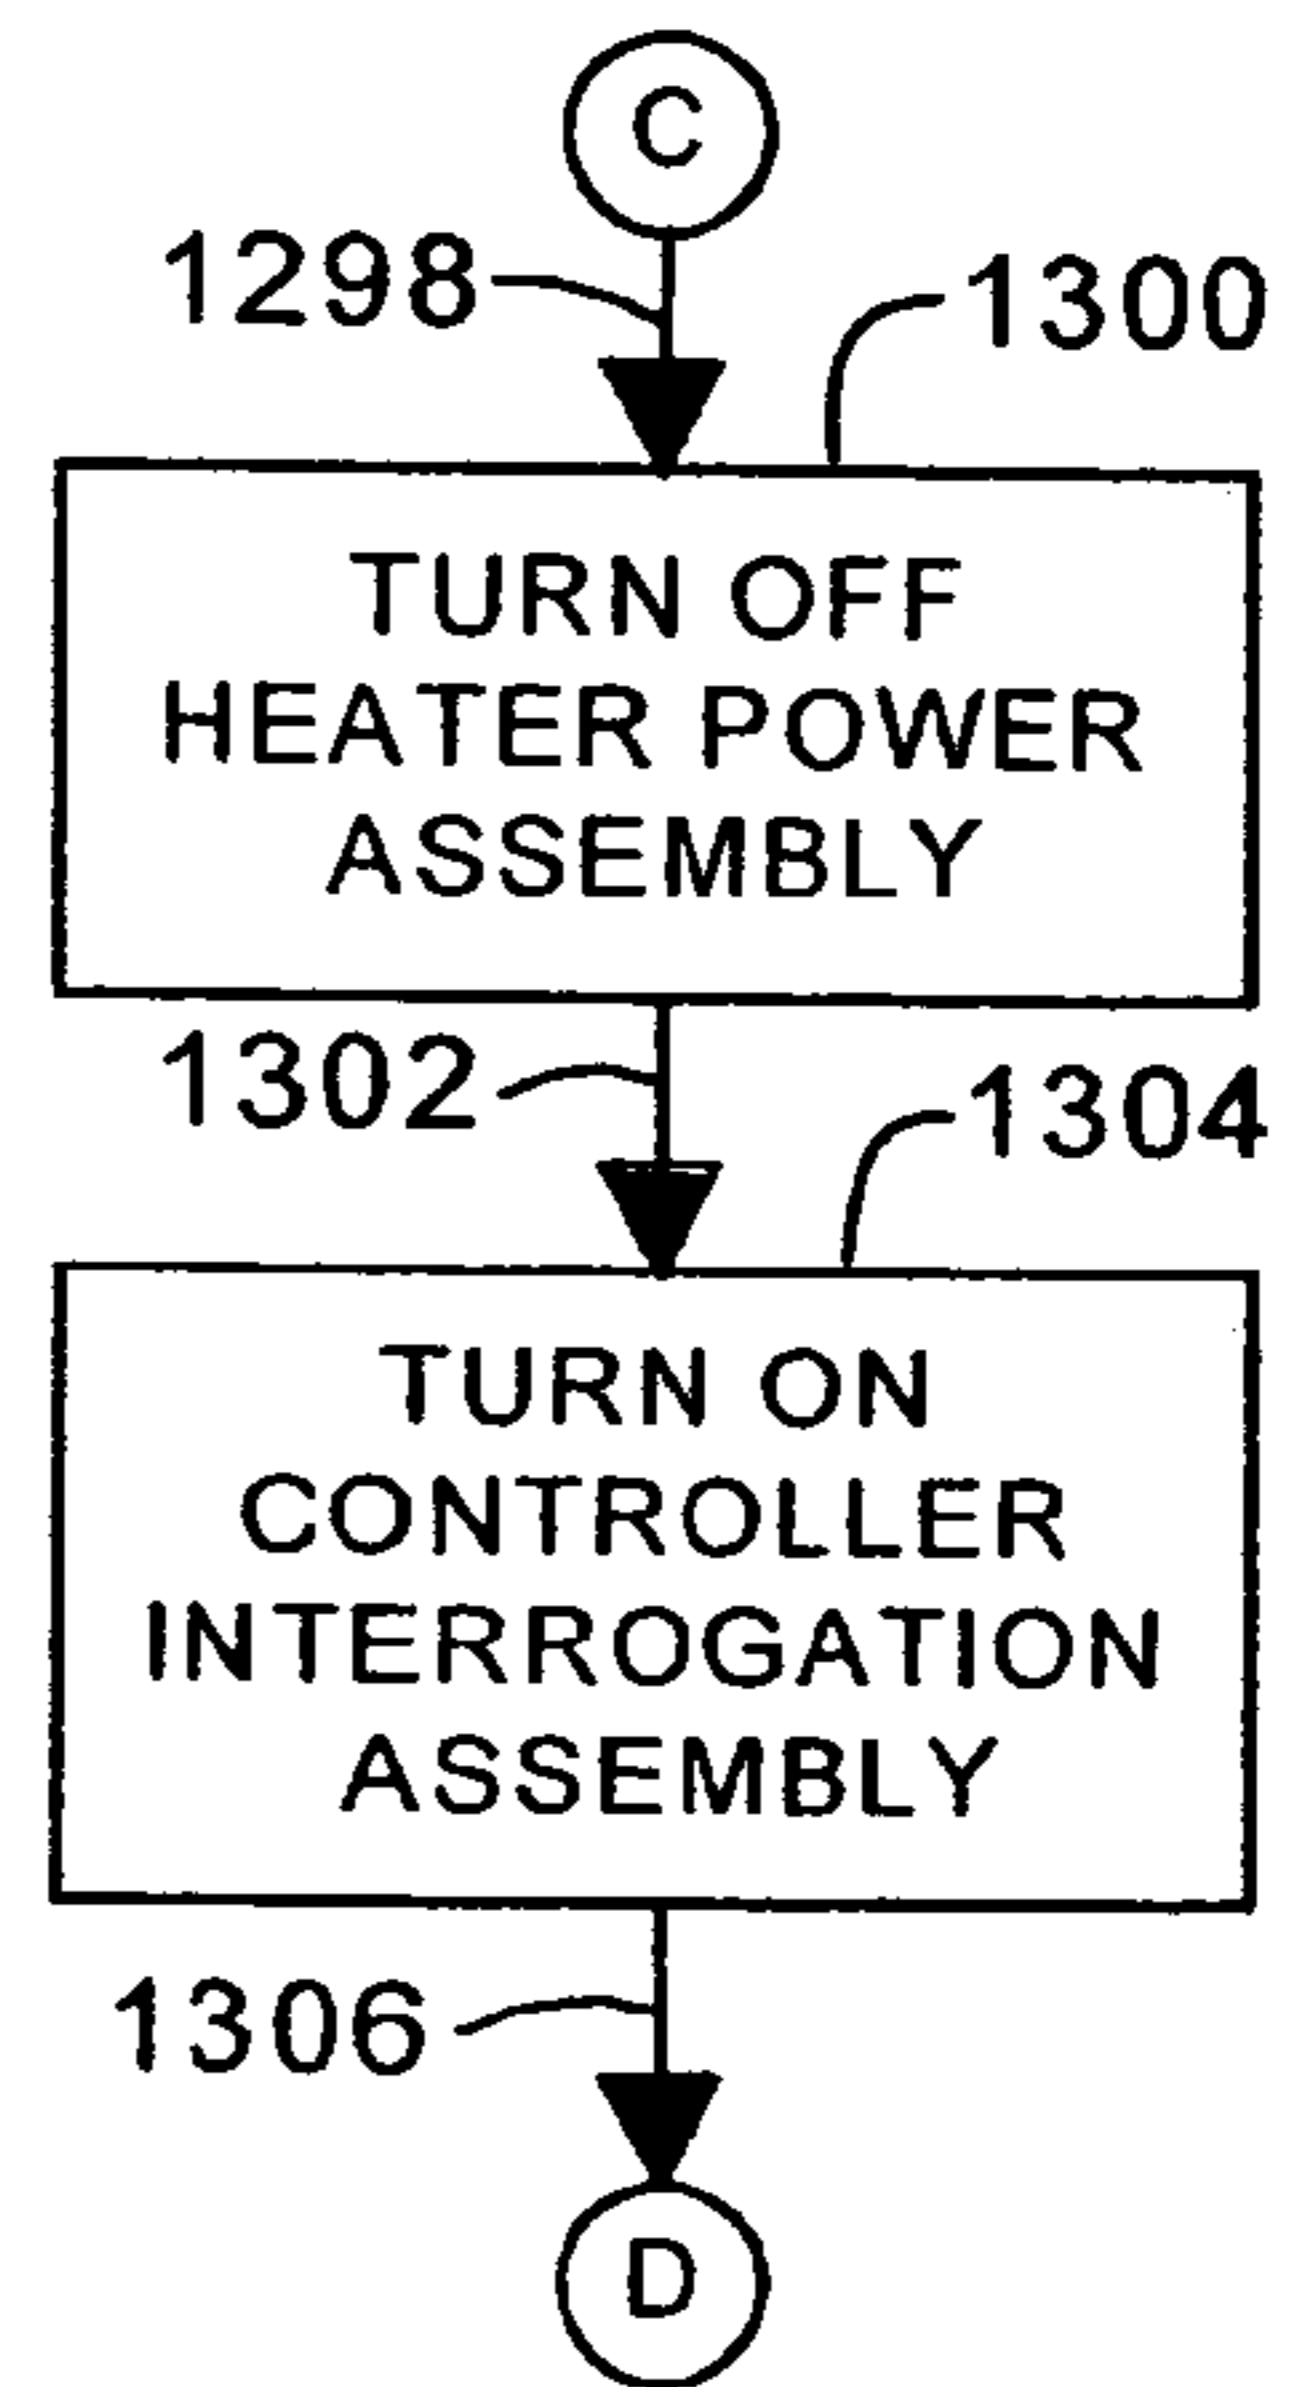 C
1298
1300
TURN OFF
HEATER POWER
ASSEMBLY
1302
1304
TURN ON
CONTROLLER
INTERROGATION
ASSEMBLY
1306
D